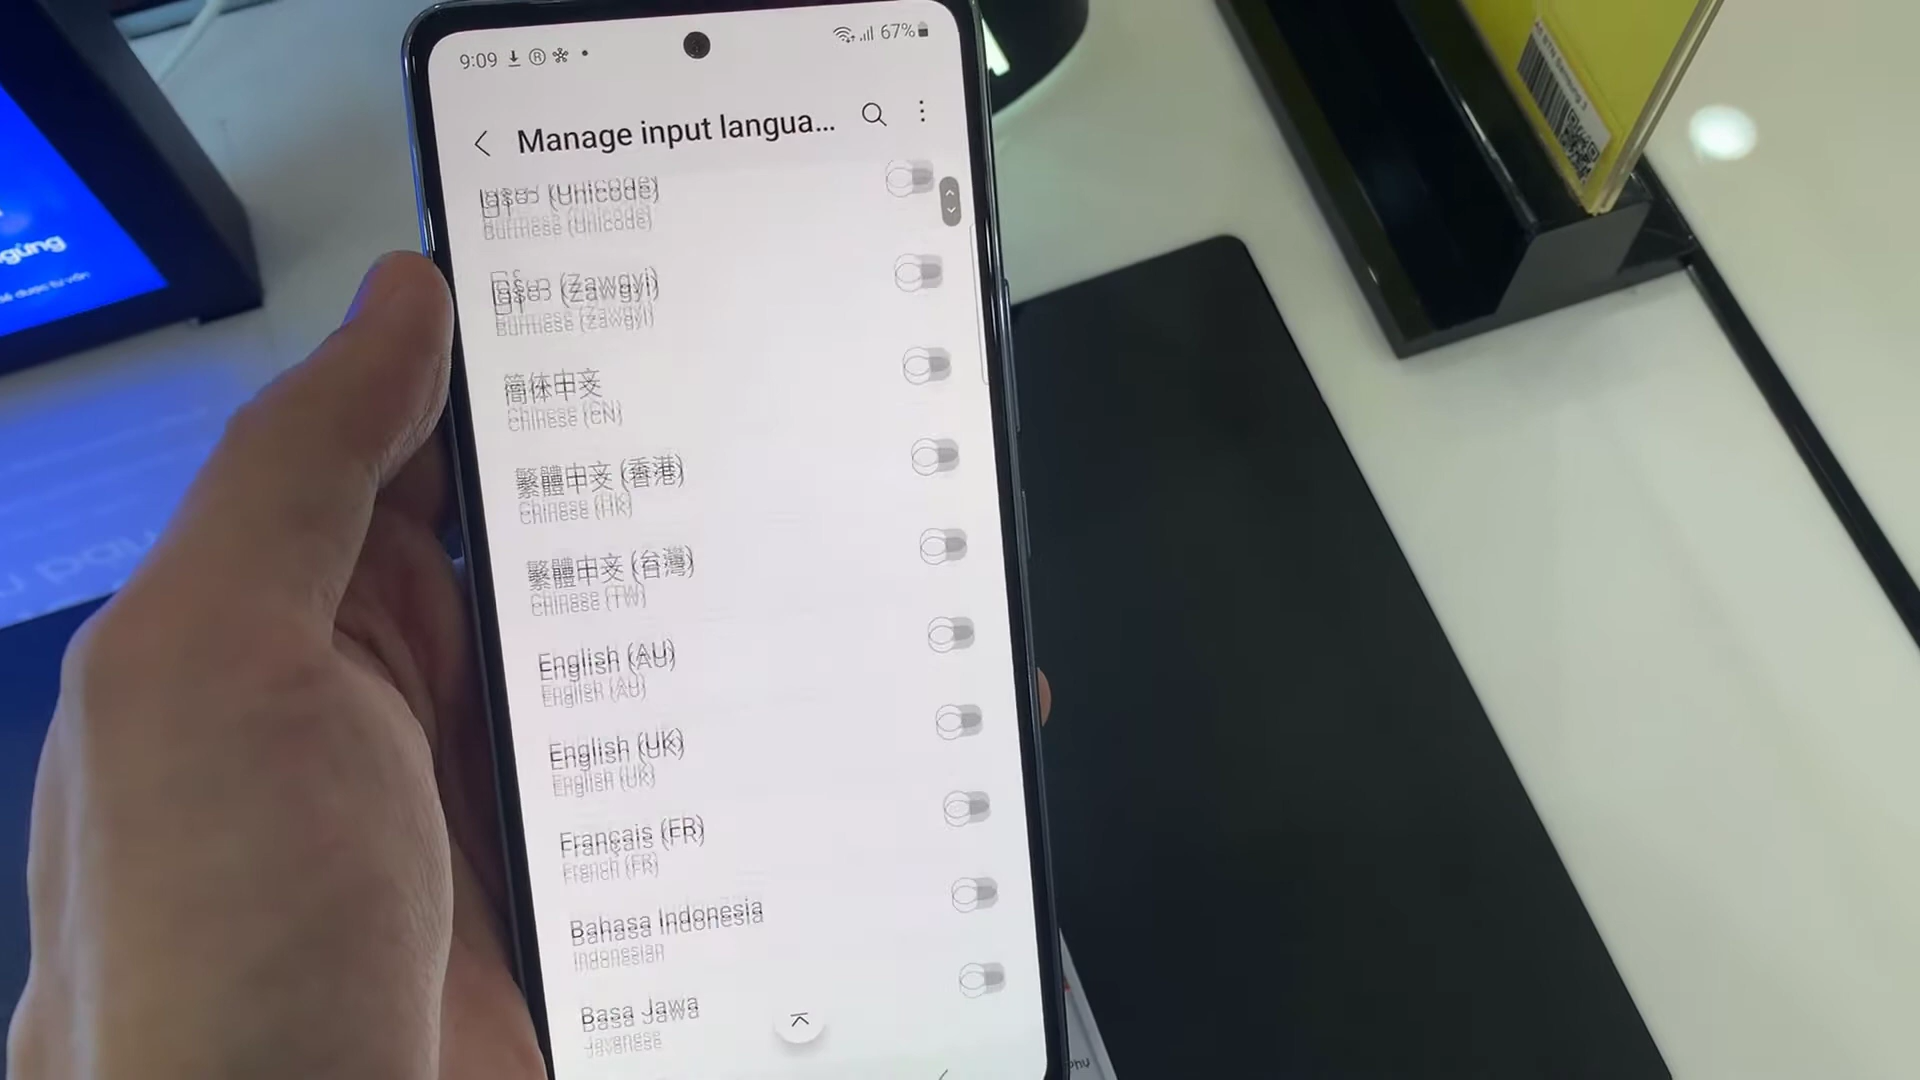 9:09
67%
Manage input langua...
(Unicode)
Burmese (Unicode)
(Zawgyi)
Burmese (Zawgyi)
简体中文
Chinese (CN)
繁體中文 (香港)
Chinese (HK)
繁體中文 (台灣)
Chinese (TW)
English (AU)
English (AU)
English (UK)
English (UK)
Français (FR)
French (FR)
Bahasa Indonesia
Indonesian
Basa Jawa
Javanese